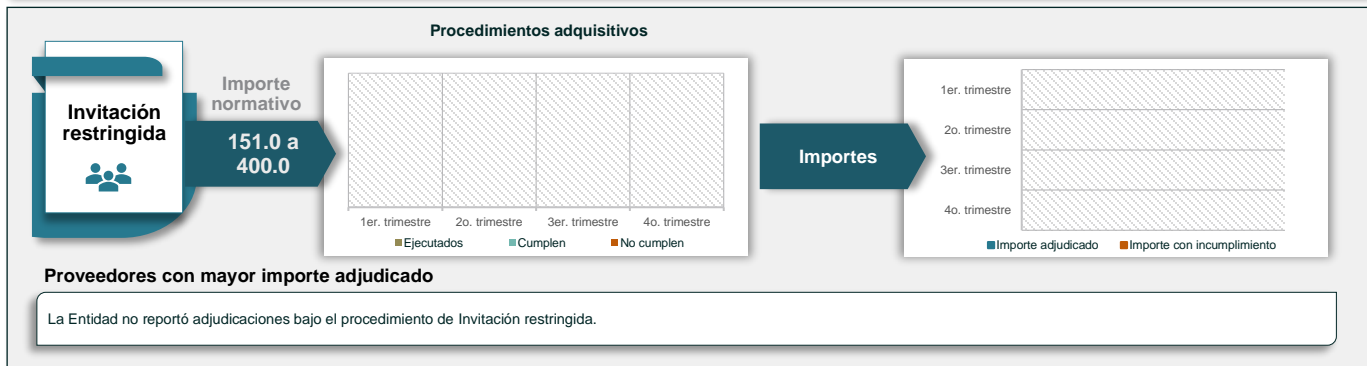 Procedimientos adquisitivos
Invitación
restringida
Importe
normativo
151.0 a
400.0
1er. trimestre 2o. trimestre 3er. trimestre 4o. trimestre
Ejecutados Cumplen No cumplen
Importes
1er. trimestre
2o. trimestre
3er. trimestre
4o. trimestre
Importe adjudicado Importe con incumplimiento
Proveedores con mayor importe adjudicado
La Entidad no reportó adjudicaciones bajo el procedimiento de Invitación restringida.